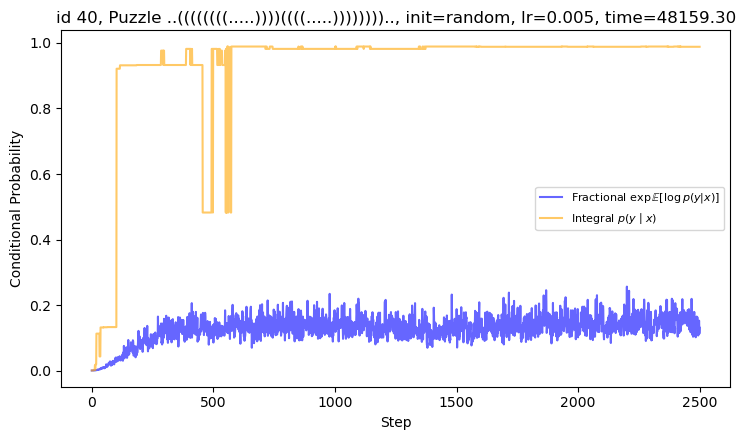 id 40, Puzzle ..((((((((.....))))((((.....)))))))).., init=random, lr=0.005, time=48159.30
1.0
0.8
0.6
0.4
0.2
0.0
Conditional Probability
Fractional exp𝔼[log p(y|x)]
Integral p(y | x)
0 500 1000 1500 2000 2500
Step